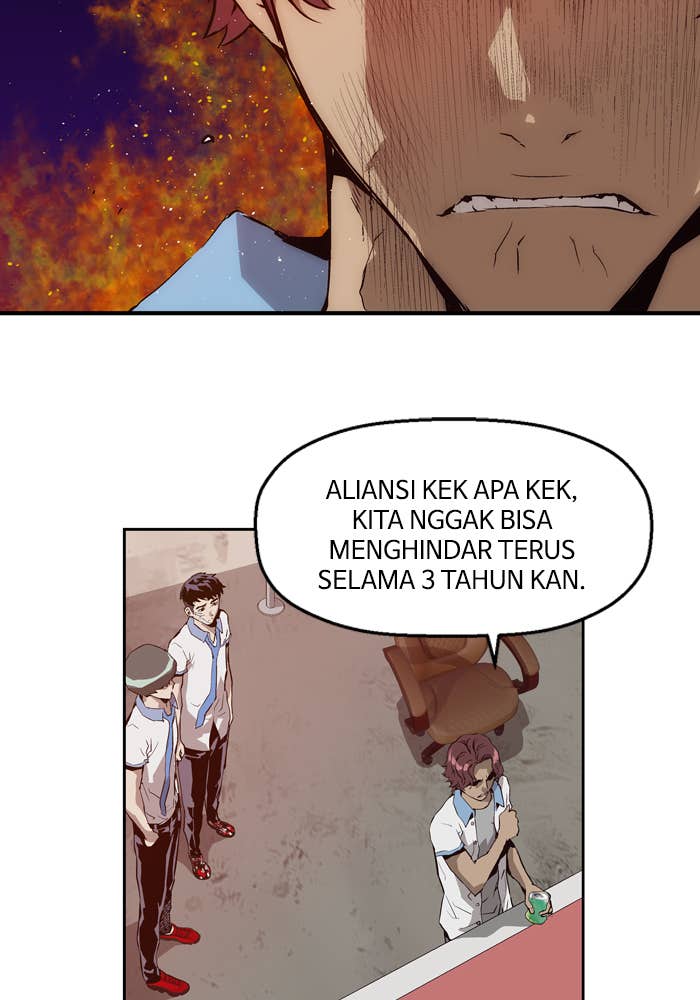 ALIANSI KEK APA KEK,
KITA NGGAK BISA
MENGHINDAR TERUS
SELAMA 3 TAHUN KAN.